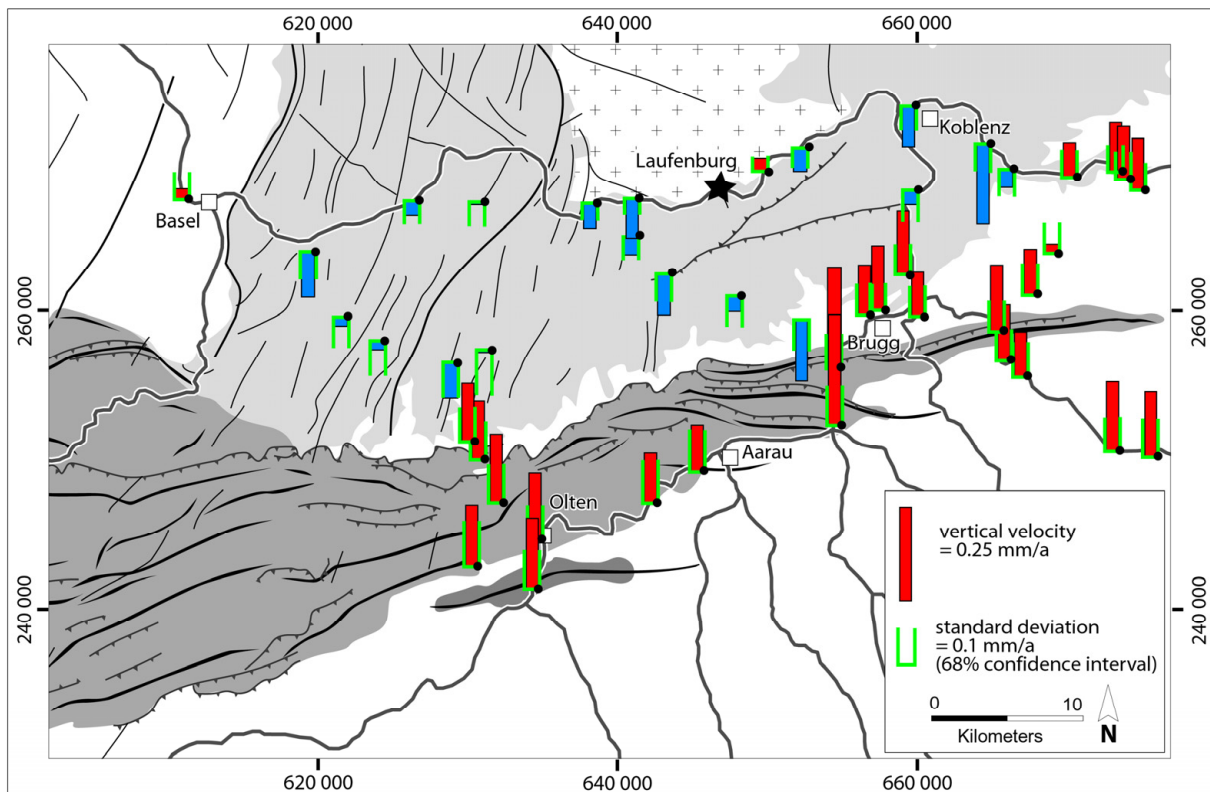 620 000
640 000
660 000
Koblenz
Laufenburg
Basel
260 000
260 000
Brugg
Aarau
Olten
vertical velocity
= 0.25 mm/a
240 000
240 000
standard deviation
= 0.1 mm/a
(68% confidence interval)
0 10
Kilometers
N
620 000
640 000
660 000